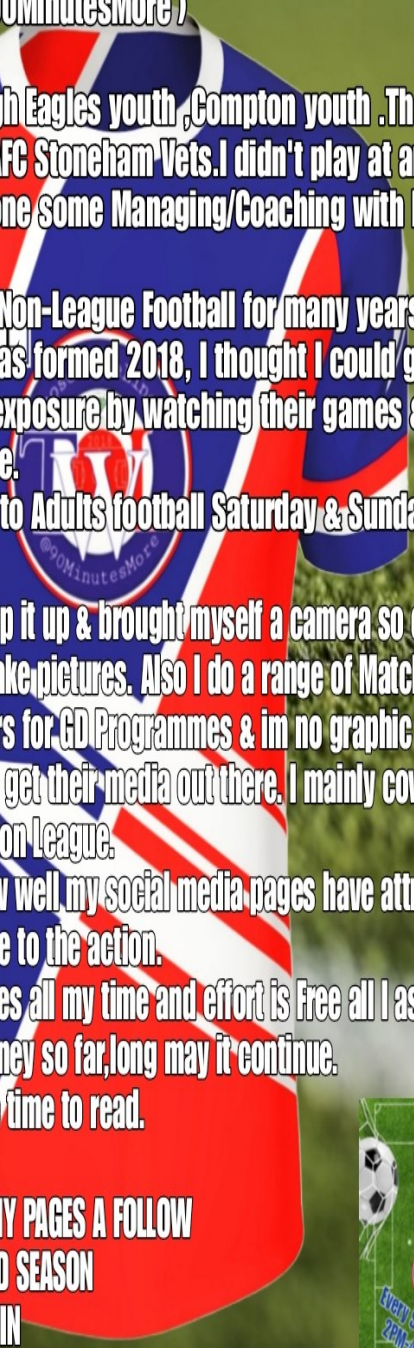 90MinutesMore )
gh Eagles youth ,Compton youth .Th
AFC Stoneham Vets.I didn't play at a
one some Managing/Coaching with
Non-League Football for many years
as formed 2018, I thought I could g
exposure by watching their games &
e.
TW
@90MinutesMore
to Adults football Saturday & Sunda
p it up & brought myself a camera so
ake pictures. Also I do a range of Matc
rs for GD Programmes & im no graphic
get their media out there. I mainly cov
on League.
w well my social media pages have attr
e to the action.
es all my time and effort is Free all I as
ney so far,long may it continue.
time to read.
MY PAGES A FOLLOW
D SEASON
IN
Every S
2PM-